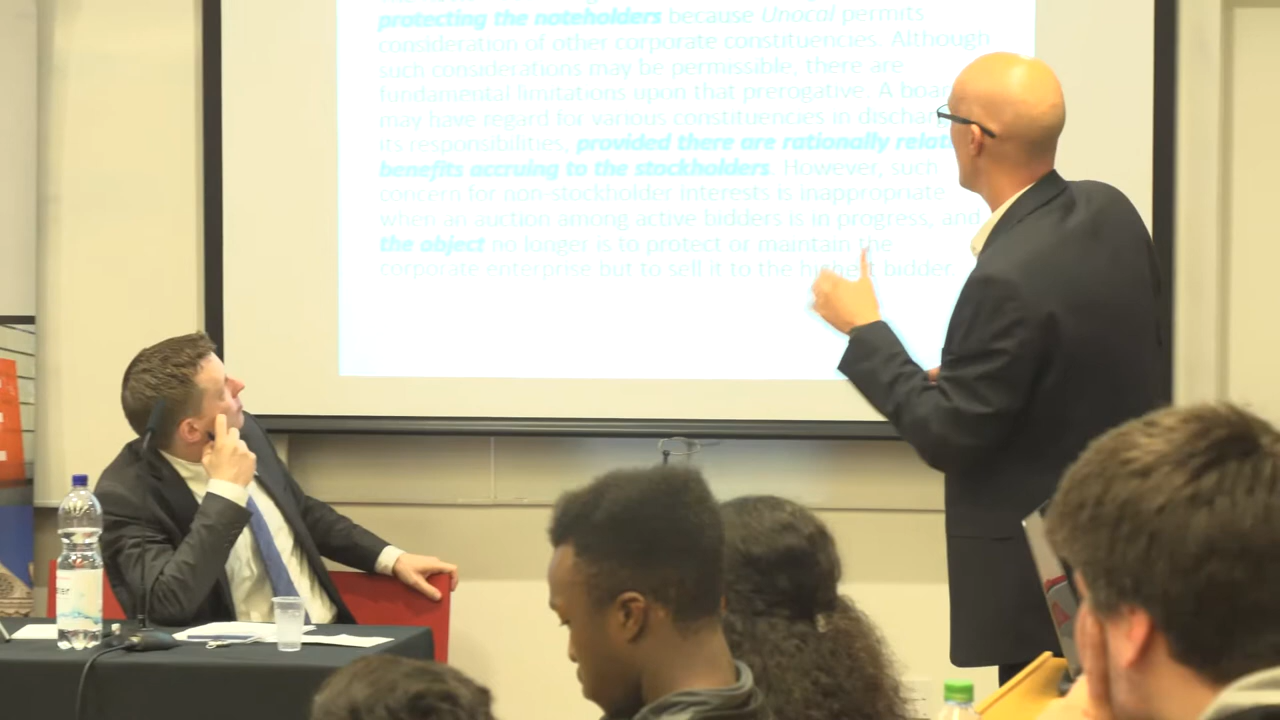 protecting the noteholders because Unocal permits
consideration of other corporate constituencies. Although
such considerations may be permissible, there are
fundamental limitations upon that prerogative. A boar
may have regard for various constituencies in discharg
its responsibilities, provided there are rationally relat
benefits accruing to the stockholders. However, such
concern for non-stockholder interests is inappropriate
when an auction among active bidders is in progress, and
the object no longer is to protect or maintain the
corporate enterprise but to sell it to the highest bidder.